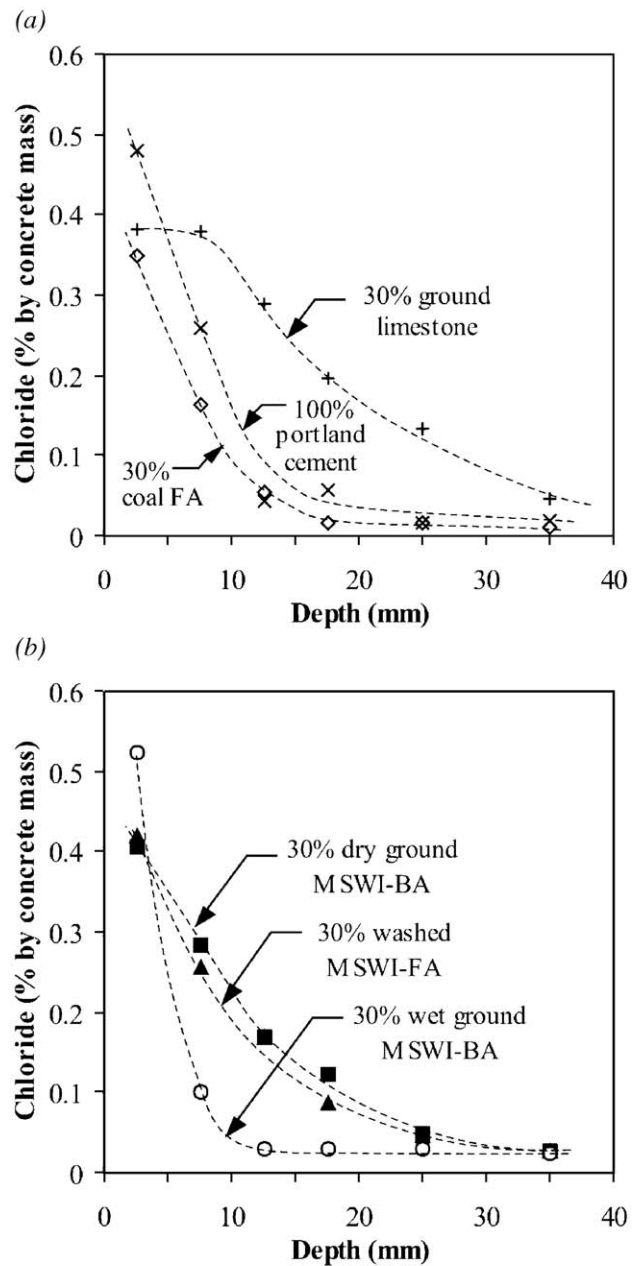 (a)
0.6
0.5
0.4
0.3
0.2
0.1
0
Chloride (% by concrete mass)
30% ground
limestone
100%
portland
cement
30%
coal FA
0 10 20 30 40
Depth (mm)
(b)
0.6
0.5
0.4
0.3
0.2
0.1
0
Chloride (% by concrete mass)
30% dry ground
MSWI-BA
30% washed
MSWI-FA
30% wet ground
MSWI-BA
0 10 20 30 40
Depth (mm)